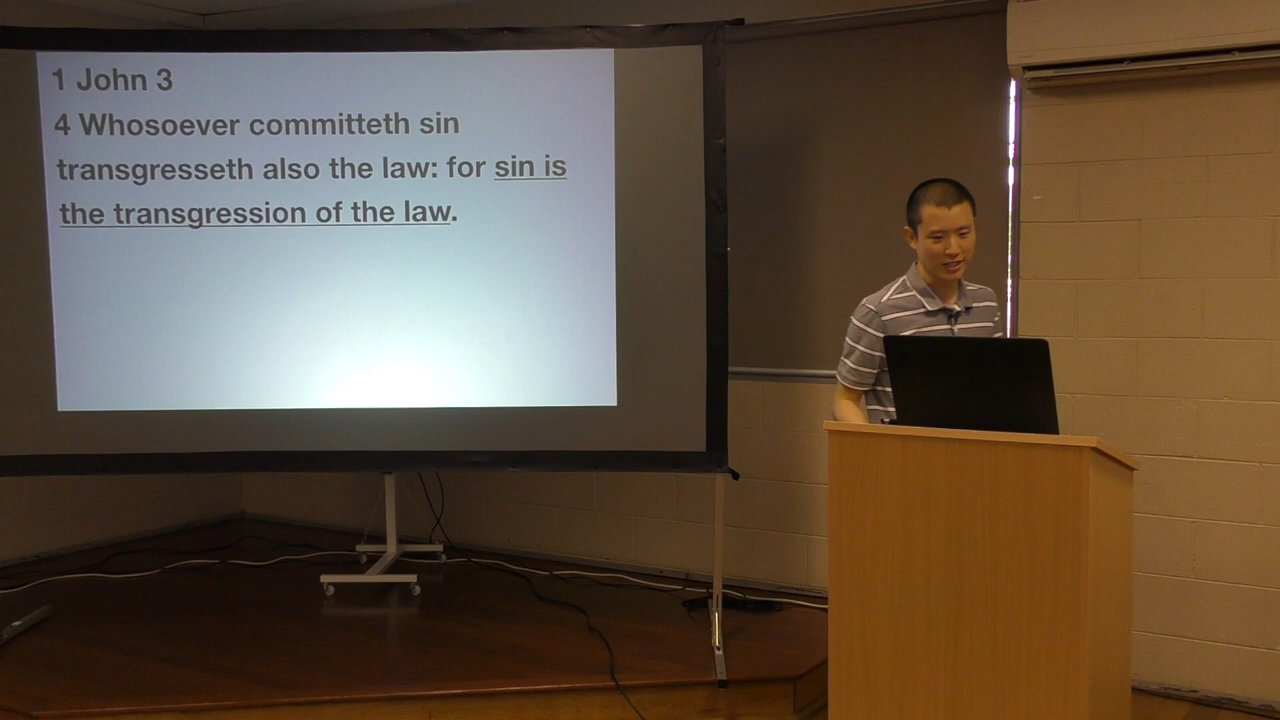 1 John 3
4 Whosoever committeth sin
transgresseth also the law: for sin is
the transgression of the law.